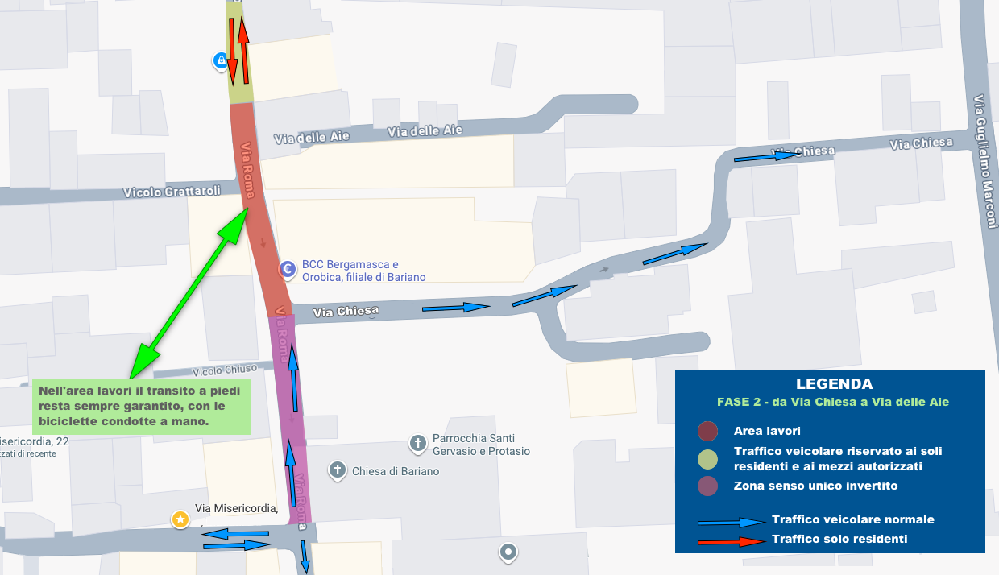 Via Roma
Via delle Aie
Via delle Aie
Vicolo Grattaroli
Via Chiesa
Via Chiesa
Via Guglielmo Marconi
BCC Bergamasca e
Orobica, filiale di Bariano
Via Chiesa
Via Roma
Vicolo Chiuso
Nell'area lavori il transito a piedi
resta sempre garantito, con le
biciclette condotte a mano.
isericordia, 22
zzati di recente
Parrocchia Santi
Gervasio e Protasio
Chiesa di Bariano
Via Misericordia,
Via Roma
LEGENDA
FASE 2 - da Via Chiesa a Via delle Aie
Area lavori
Traffico veicolare riservato ai soli
residenti e ai mezzi autorizzati
Zona senso unico invertito
Traffico veicolare normale
Traffico solo residenti